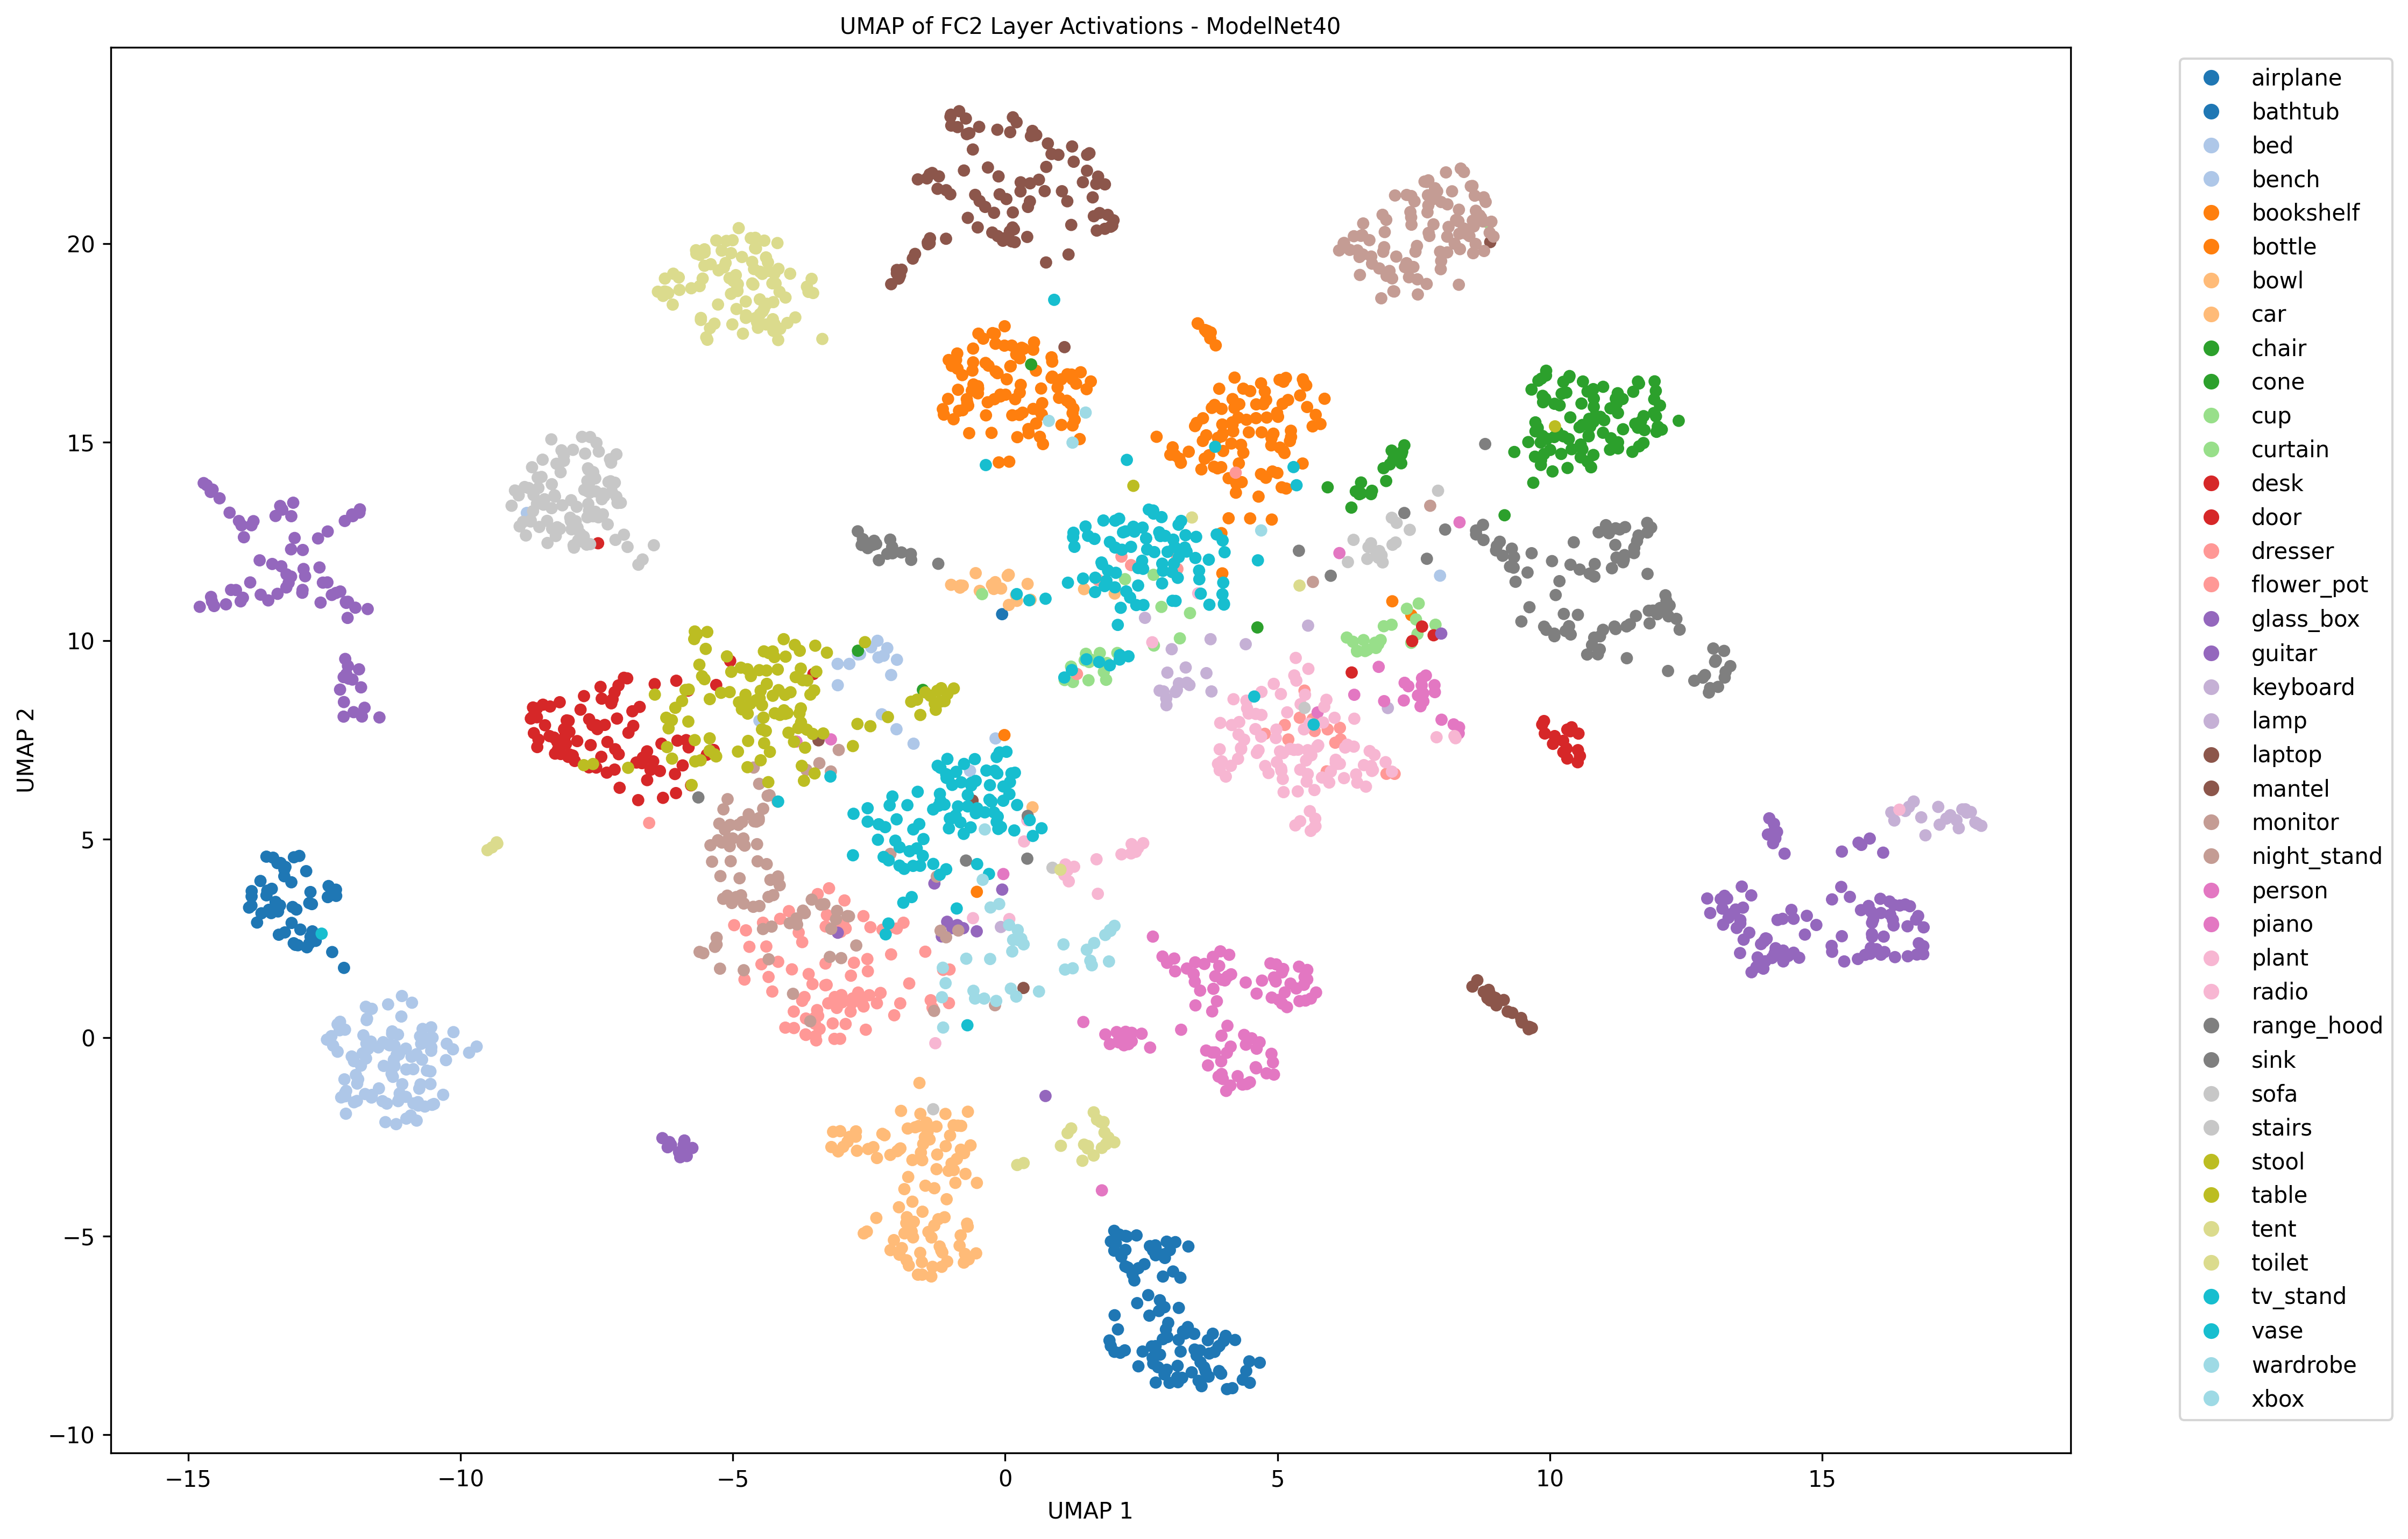 UMAP of FC2 Layer Activations - ModelNet40
20
15
10
5
0
−5
−10
UMAP 2
−15
−10
−5
0
5
10
15
UMAP 1
airplane
bathtub
bed
bench
bookshelf
bottle
bowl
car
chair
cone
cup
curtain
desk
door
dresser
flower_pot
glass_box
guitar
keyboard
lamp
laptop
mantel
monitor
night_stand
person
piano
plant
radio
range_hood
sink
sofa
stairs
stool
table
tent
toilet
tv_stand
vase
wardrobe
xbox